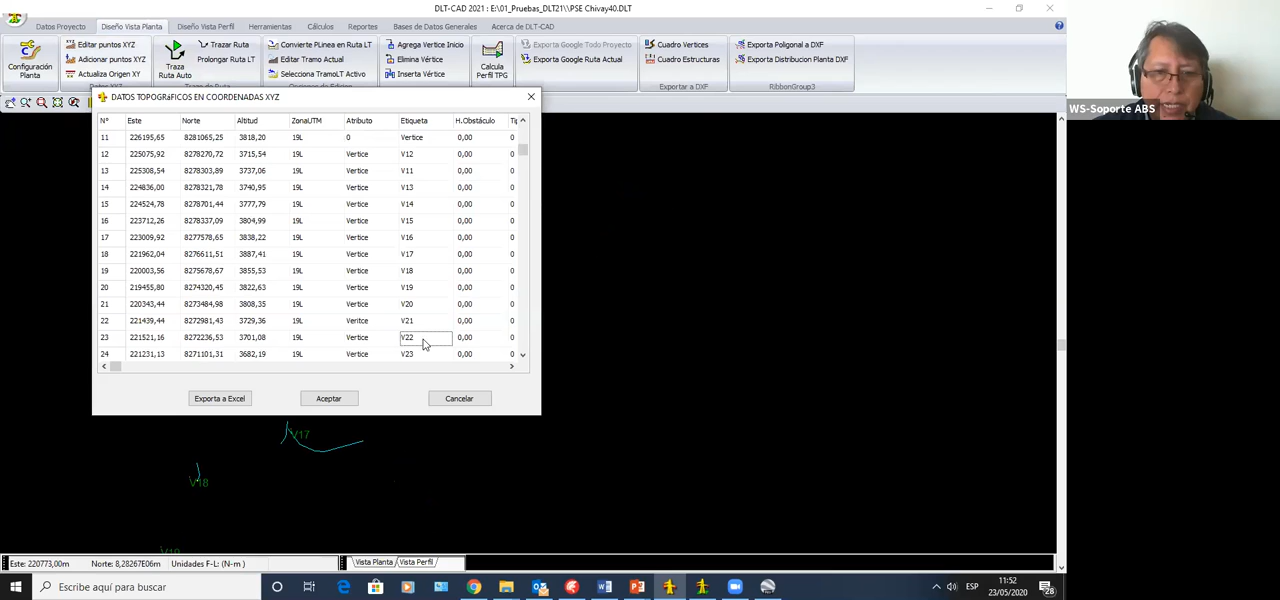 DLT-CAD 2021 : E:\01_Pruebas_DLT21\\PSE Chivay40.DLT
Datos Proyecto Diseño Vista Planta Diseño Vista Perfil Herramientas Cálculos Reportes Bases de Datos Generales Acerca de DLT-CAD
Configuración Planta
Editar puntos XYZ
Adicionar puntos XYZ
Actualiza Origen XY
Traza Ruta Auto
Trazar Ruta
Prolongar Ruta LT
Convierte PLinea en Ruta LT
Editar Tramo Actual
Selecciona TramoLT Activo
Agrega Vertice Inicio
Elimina Vértice
Inserta Vértice
Calcula Perfil TPG
Exporta Google Todo Proyecto
Exporta Google Ruta Actual
Cuadro Vertices
Cuadro Estructuras
Exportar a DXF
Exporta Poligonal a DXF
Exporta Distribucion Planta DXF
RibbonGroup3
WS-Soporte ABS
DATOS TOPOGRáFICOS EN COORDENADAS XYZ
N° Este Norte Altitud ZonaUTM Atributo Etiqueta H.Obstáculo
11 226195,65 8281065,25 3818,20 19L 0 Vertice 0,00 0
12 225075,92 8278270,72 3715,54 19L Vertice V12 0,00 0
13 225308,54 8278303,89 3737,06 19L Vertice V11 0,00 0
14 224836,00 8278321,78 3740,95 19L Vertice V13 0,00 0
15 224524,78 8278701,44 3777,79 19L Vertice V14 0,00 0
16 223712,26 8278337,09 3804,99 19L Vertice V15 0,00 0
17 223009,92 8277578,65 3838,22 19L Vertice V16 0,00 0
18 221962,04 8276611,51 3887,41 19L Vertice V17 0,00 0
19 220003,56 8275678,67 3855,53 19L Vertice V18 0,00 0
20 219455,80 8274320,45 3822,63 19L Vertice V19 0,00 0
21 220343,44 8273484,98 3808,35 19L Vertice V20 0,00 0
22 221439,44 8272981,43 3729,36 19L Veritce V21 0,00 0
23 221521,16 8272236,53 3701,08 19L Vertice V22 0,00 0
24 221231,13 8271101,31 3682,19 19L Vertice V23 0,00 0
Exporta a Excel Aceptar Cancelar
V17
V18
V19
Este: 220773,00m Norte: 8,28267E06m Unidades F-L: (N-m )
Vista Planta Vista Perfil
Escribe aquí para buscar
ESP
11:52
23/05/2020
28